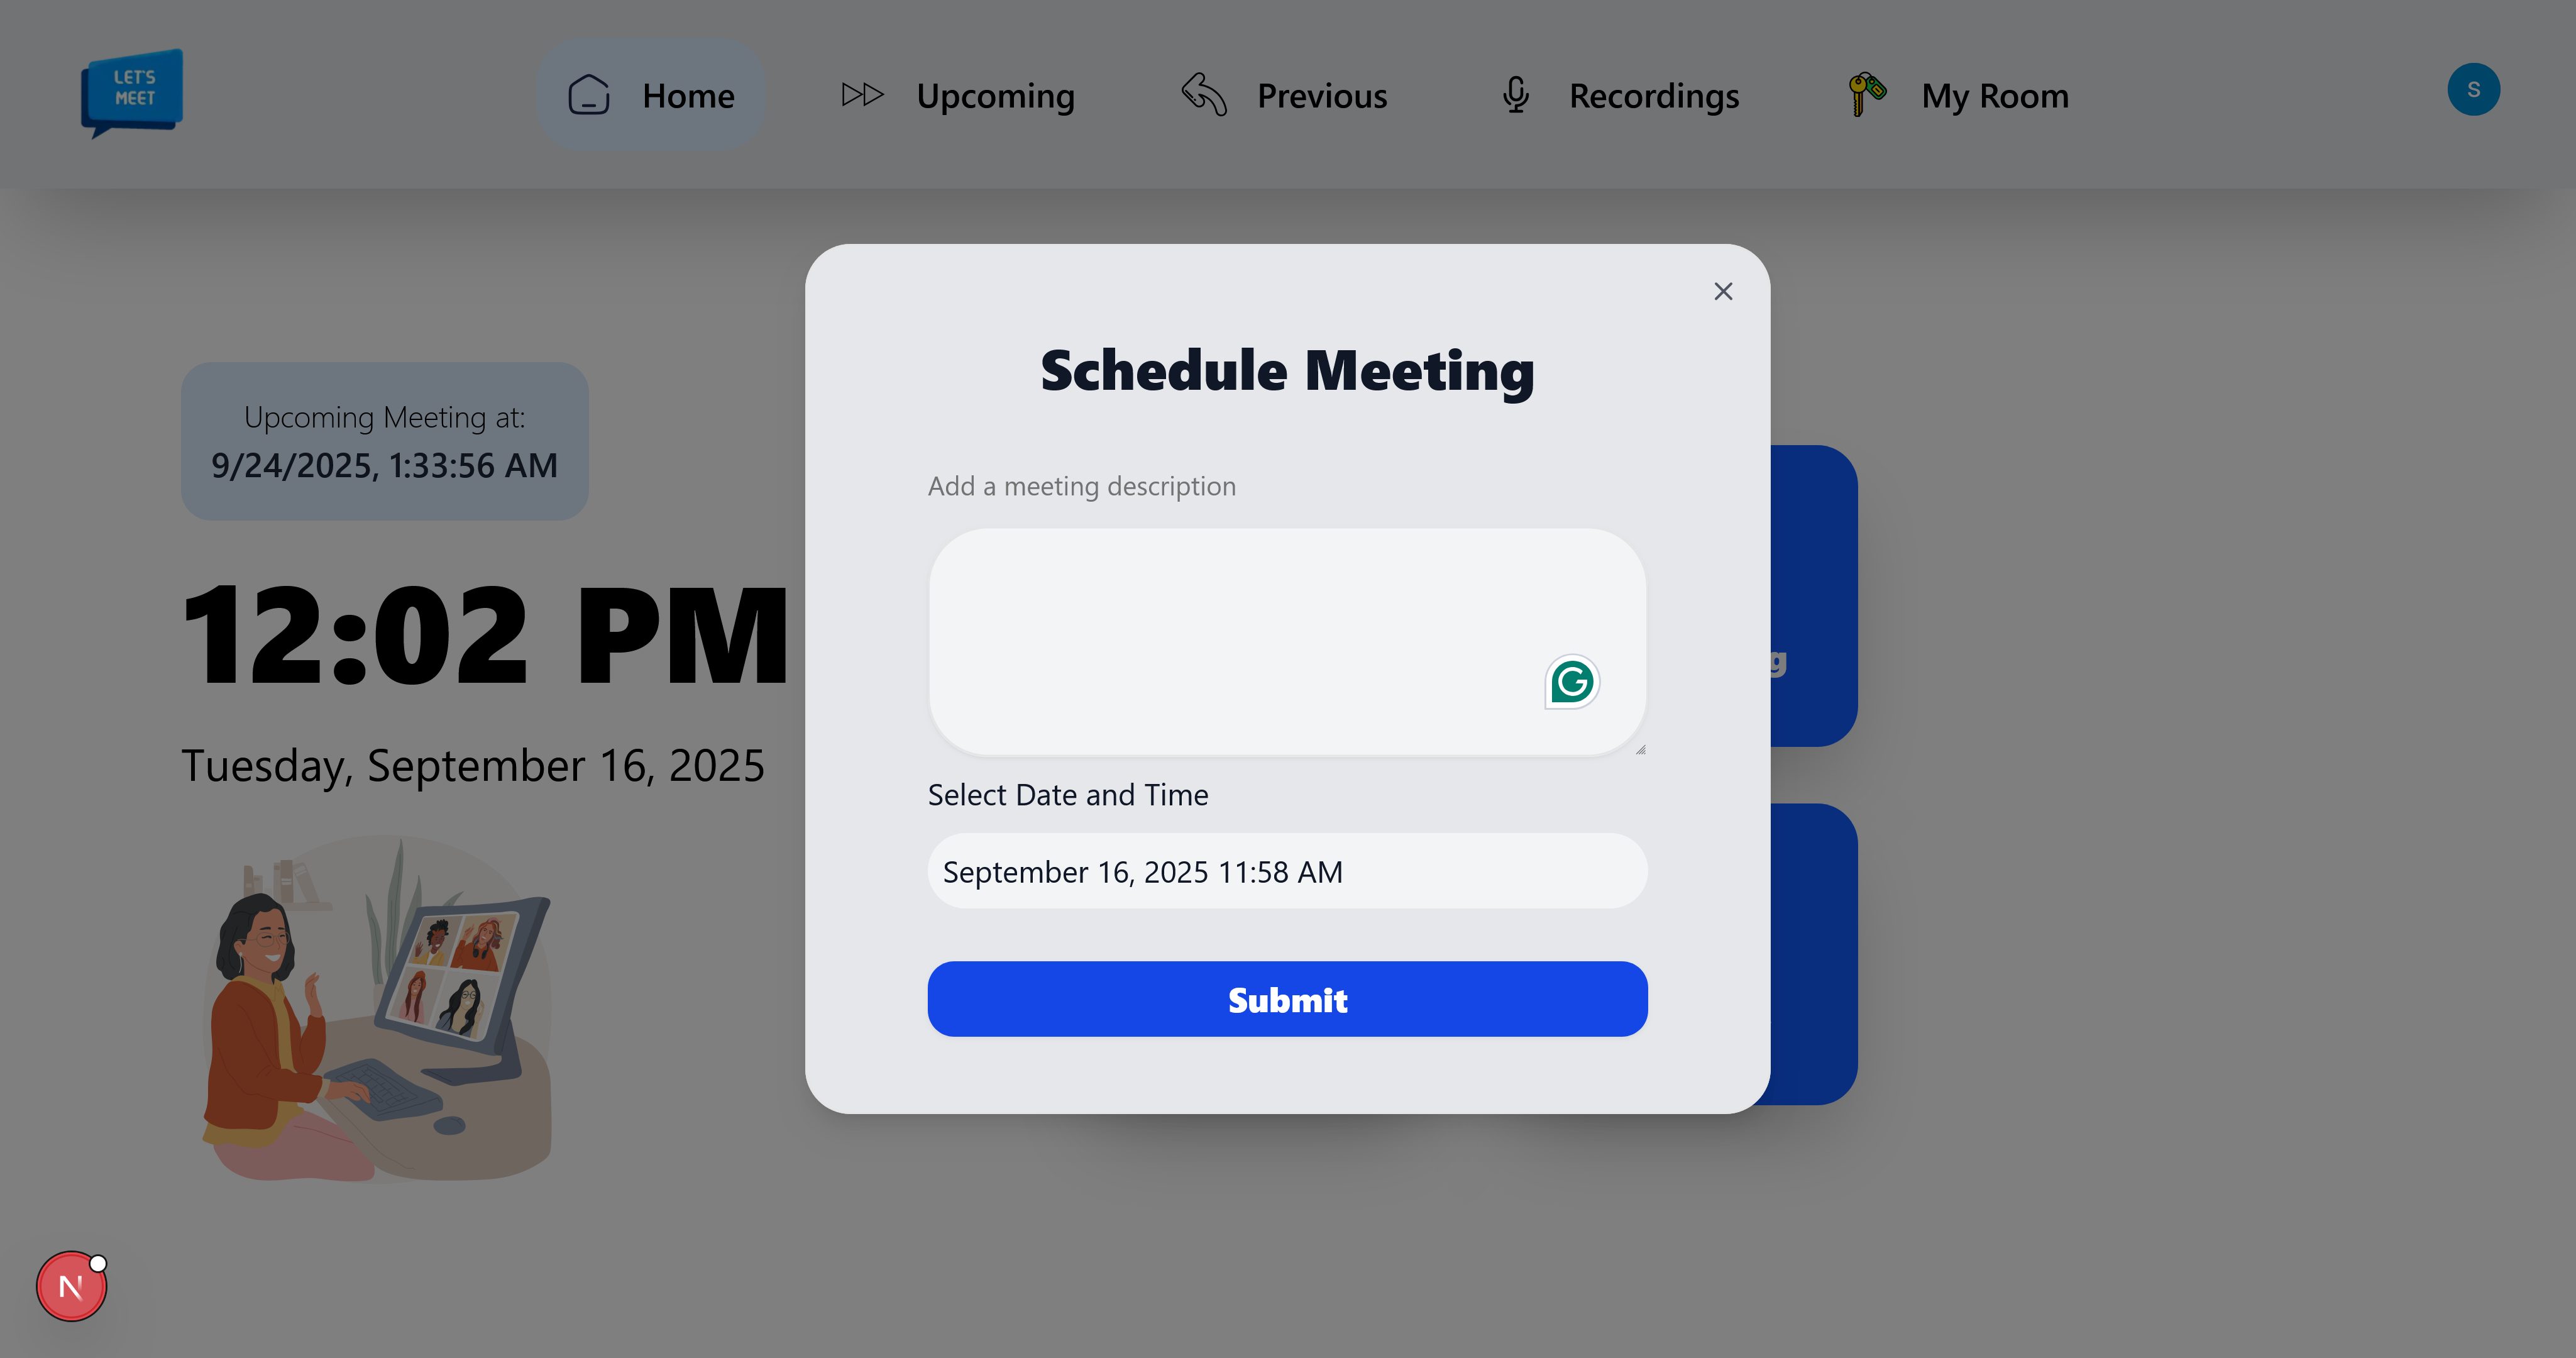 LET'S
MEET
Home
Upcoming
Previous
Recordings
My Room
S
Upcoming Meeting at:
9/24/2025, 1:33:56 AM
12:02 PM
Tuesday, September 16, 2025
Schedule Meeting
Add a meeting description
Select Date and Time
September 16, 2025 11:58 AM
Submit
g
N